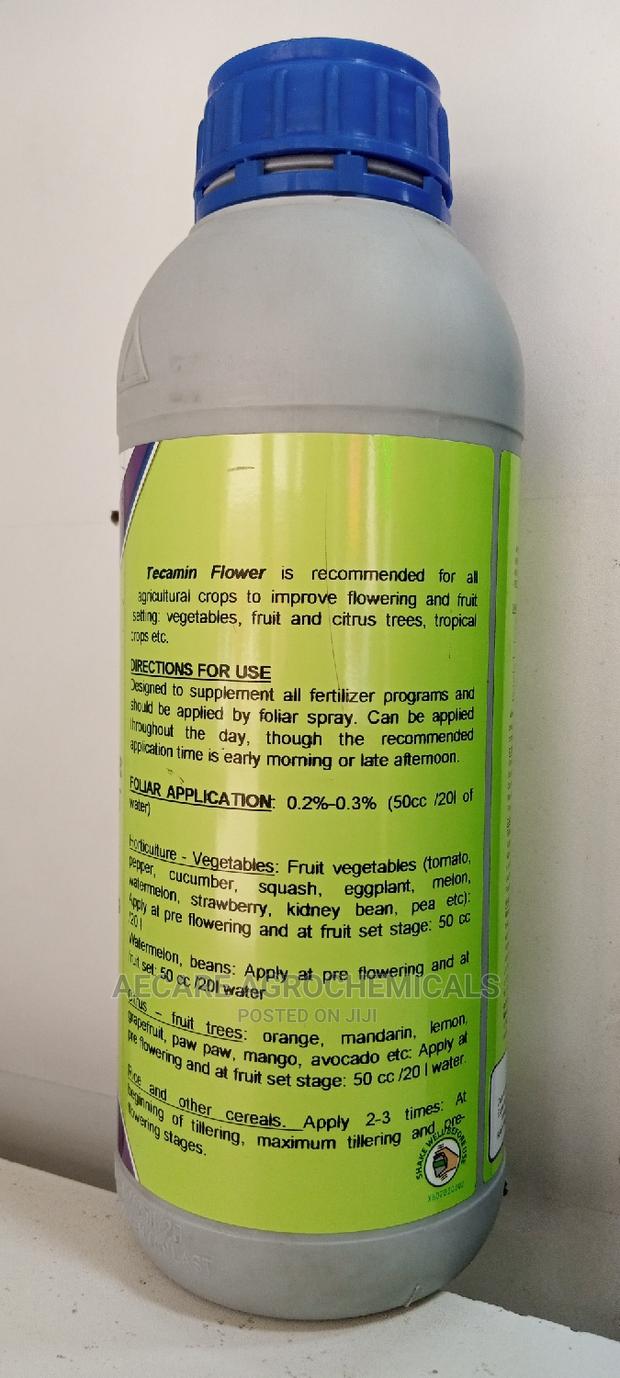 Tecamin Flower is recommended for all
agricultural crops to improve flowering and fruit
setting: vegetables, fruit and citrus trees, tropical
crops etc.
DIRECTIONS FOR USE
Designed to supplement all fertilizer programs and
should be applied by foliar spray. Can be applied
throughout the day, though the recommended
application time is early morning or late afternoon.
FOLIAR APPLICATION: 0.2%-0.3% (50cc /20l of
water)
Horticulture - Vegetables: Fruit vegetables (tomato,
pepper, cucumber, squash, eggplant, melon,
watermelon, strawberry, kidney bean, pea etc):
Apply at pre flowering and at fruit set stage: 50 cc
/20 l
Watermelon, beans: Apply at pre flowering and at
fruit set: 50 cc /20l water
AECARE AGROCHEMICALS
POSTED ON JIJI
Citrus – fruit trees: orange, mandarin, lemon,
grapefruit, paw paw, mango, avocado etc: Apply at
pre flowering and at fruit set stage: 50 cc /20 l water.
Rice and other cereals. Apply 2-3 times: At
beginning of tillering, maximum tillering and pre-
flowering stages.
SHAKE WELL BEFORE USE